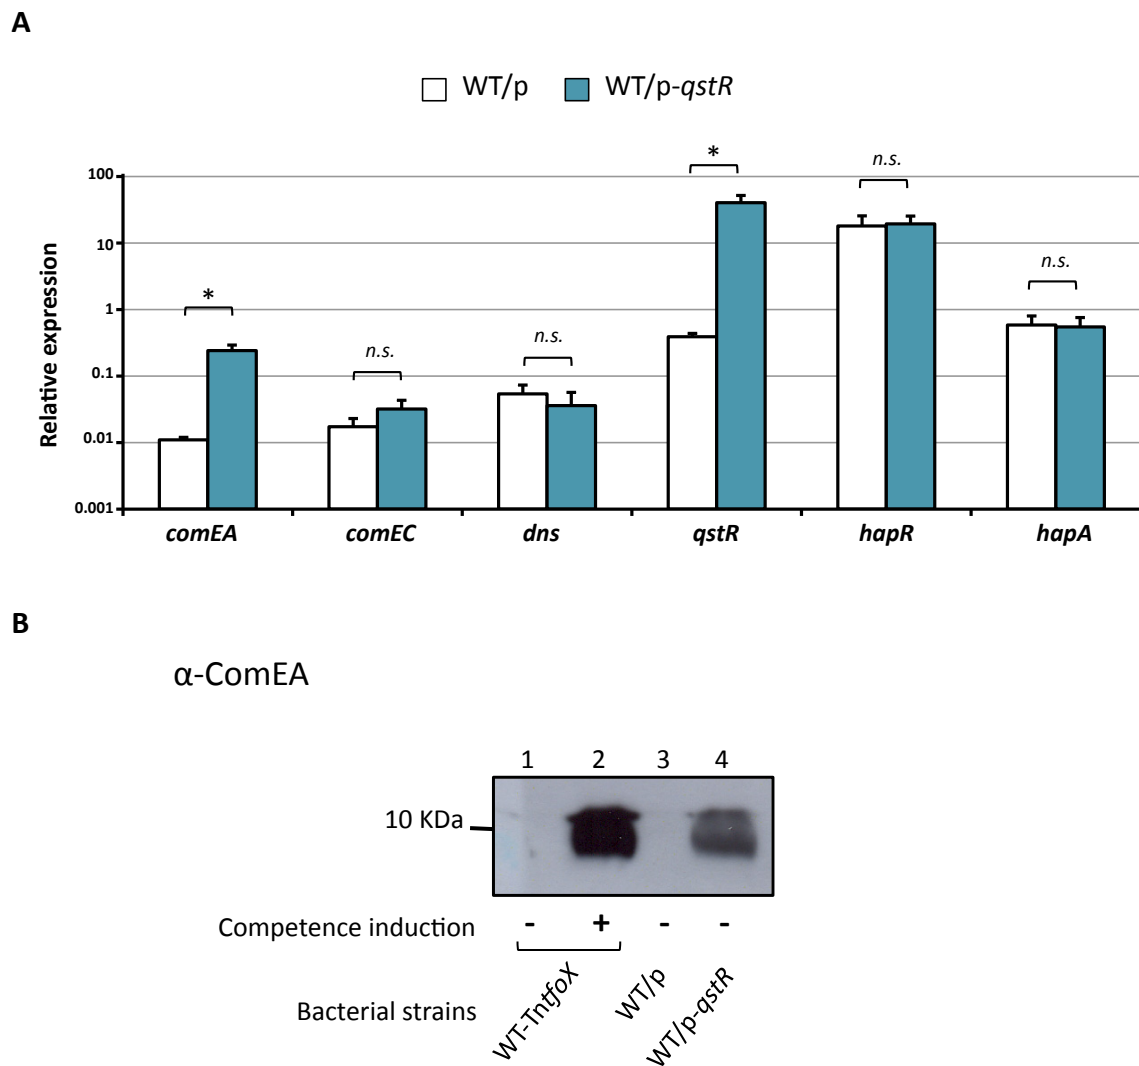 A
WT/p WT/p-qstR
Relative expression
100
10
1
0.1
0.01
0.001
*
n.s.
n.s.
*
n.s.
n.s.
comEA comEC dns qstR hapR hapA
B
α-ComEA
1 2 3 4
10 KDa
Competence induction - + - -
Bacterial strains WT-TntfoX WT/p WT/p-qstR